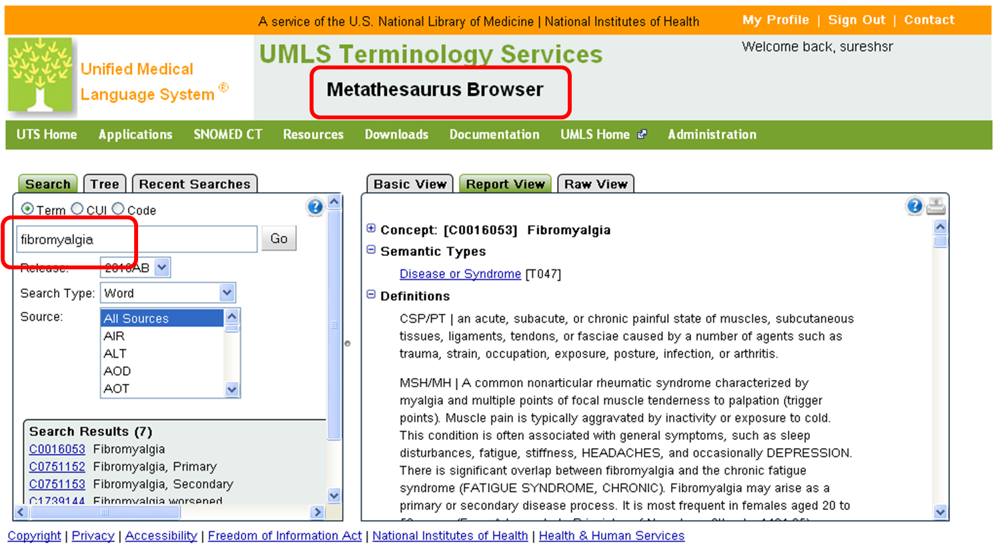 A service of the U.S. National Library of Medicine | National Institutes of Health
My Profile | Sign Out | Contact
Unified Medical
Language System ®
UMLS Terminology Services
Metathesaurus Browser
Welcome back, sureshsr
UTS Home Applications SNOMED CT Resources Downloads Documentation UMLS Home Administration
Search Tree Recent Searches
Term CUI Code
fibromyalgia Go
Release: 2010AB
Search Type: Word
Source: All Sources
AIR
ALT
AOD
AOT
Search Results (7)
C0016053 Fibromyalgia
C0751152 Fibromyalgia, Primary
C0751153 Fibromyalgia, Secondary
C1739144 Fibromyalgia worsened
Basic View Report View Raw View
Concept: [C0016053] Fibromyalgia
Semantic Types
Disease or Syndrome [T047]
Definitions
CSP/PT | an acute, subacute, or chronic painful state of muscles, subcutaneous
tissues, ligaments, tendons, or fasciae caused by a number of agents such as
trauma, strain, occupation, exposure, posture, infection, or arthritis.
MSH/MH | A common nonarticular rheumatic syndrome characterized by
myalgia and multiple points of focal muscle tenderness to palpation (trigger
points). Muscle pain is typically aggravated by inactivity or exposure to cold.
This condition is often associated with general symptoms, such as sleep
disturbances, fatigue, stiffness, HEADACHES, and occasionally DEPRESSION.
There is significant overlap between fibromyalgia and the chronic fatigue
syndrome (FATIGUE SYNDROME, CHRONIC). Fibromyalgia may arise as a
primary or secondary disease process. It is most frequent in females aged 20 to
Copyright | Privacy | Accessibility | Freedom of Information Act | National Institutes of Health | Health & Human Services